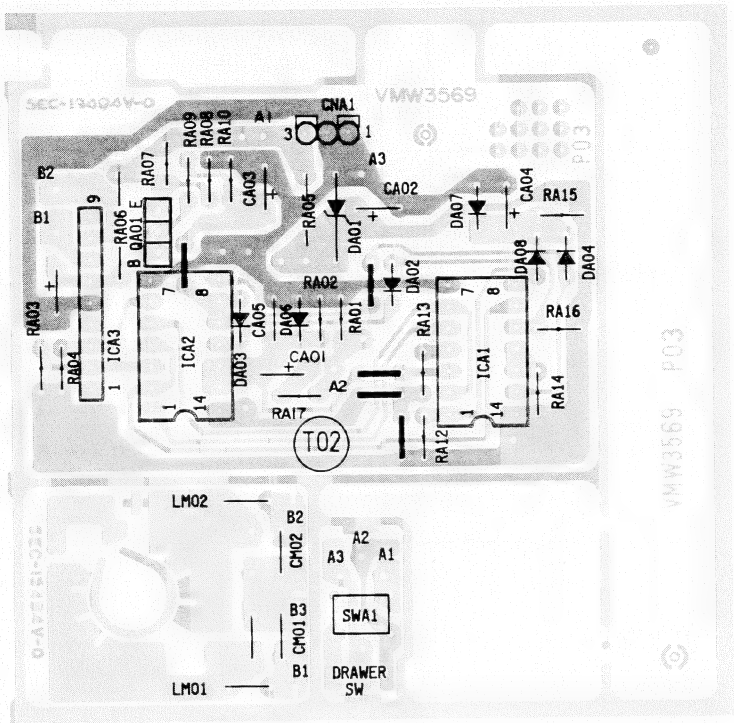 VMW3569
SEC-13404V-0
CNA1
A1
3
1
RA09
RA08
RA10
RA07
P03
A3
B2
CA03
RA05
CA02
CA04
9
E
QA01
B
RA06
DA01
DA07
RA15
B1
DA08
DA04
RA02
DA02
7
8
7
8
RA03
ICA3
ICA2
CA05
DA06
RA01
RA13
ICA1
RA16
RA04
DA03
CA01
A2
1
1
14
1
14
RA14
RA17
T02
RA12
VMW3569 P03
LM02
B2
CM02
A2
A3
A1
B3
CM01
SWA1
B1
DRAWER
SW
LM01